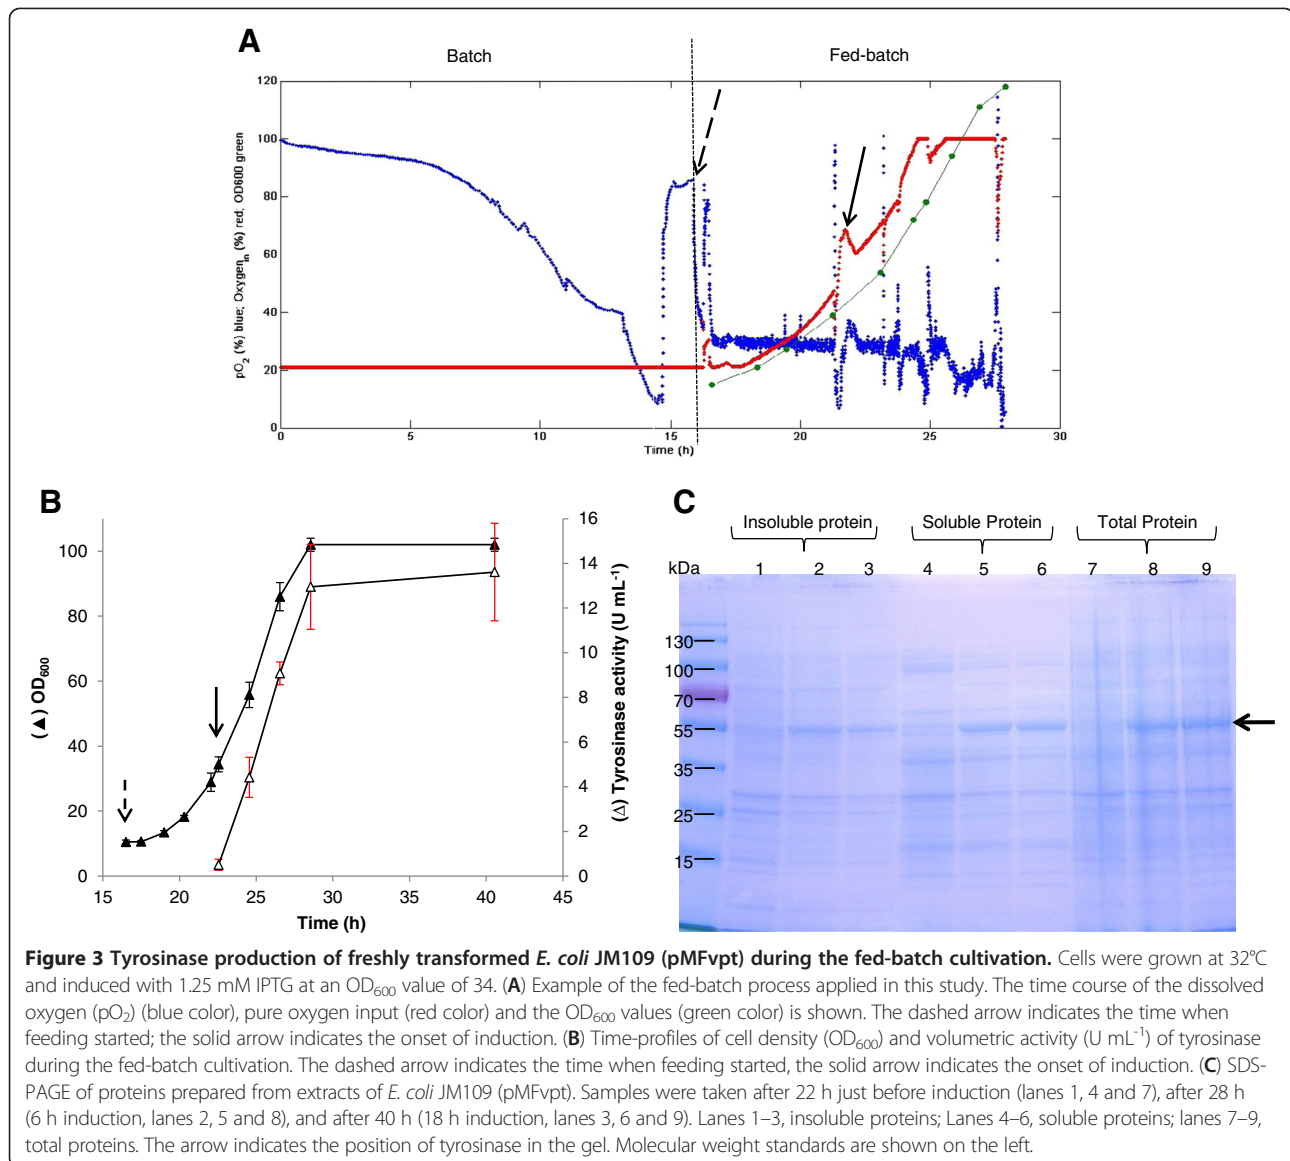 A
Batch
Fed-batch
pO2 (%) blue; Oxygenin (%) red; OD600 green
120
100
80
60
40
20
0
0 5 10 15 20 25 30
Time (h)
B
(▲) OD600
100
80
60
40
20
0
16
14
12
10
8
6
4
2
0
(Δ) Tyrosinase activity (U mL⁻¹)
15 20 25 30 35 40 45
Time (h)
C
Insoluble protein Soluble Protein Total Protein
kDa 1 2 3 4 5 6 7 8 9
130
100
70
55
35
25
15
Figure 3 Tyrosinase production of freshly transformed E. coli JM109 (pMFvpt) during the fed-batch cultivation. Cells were grown at 32°C
and induced with 1.25 mM IPTG at an OD600 value of 34. (A) Example of the fed-batch process applied in this study. The time course of the dissolved
oxygen (pO2) (blue color), pure oxygen input (red color) and the OD600 values (green color) is shown. The dashed arrow indicates the time when
feeding started; the solid arrow indicates the onset of induction. (B) Time-profiles of cell density (OD600) and volumetric activity (U mL⁻¹) of tyrosinase
during the fed-batch cultivation. The dashed arrow indicates the time when feeding started, the solid arrow indicates the onset of induction. (C) SDS-
PAGE of proteins prepared from extracts of E. coli JM109 (pMFvpt). Samples were taken after 22 h just before induction (lanes 1, 4 and 7), after 28 h
(6 h induction, lanes 2, 5 and 8), and after 40 h (18 h induction, lanes 3, 6 and 9). Lanes 1–3, insoluble proteins; Lanes 4–6, soluble proteins; lanes 7–9,
total proteins. The arrow indicates the position of tyrosinase in the gel. Molecular weight standards are shown on the left.